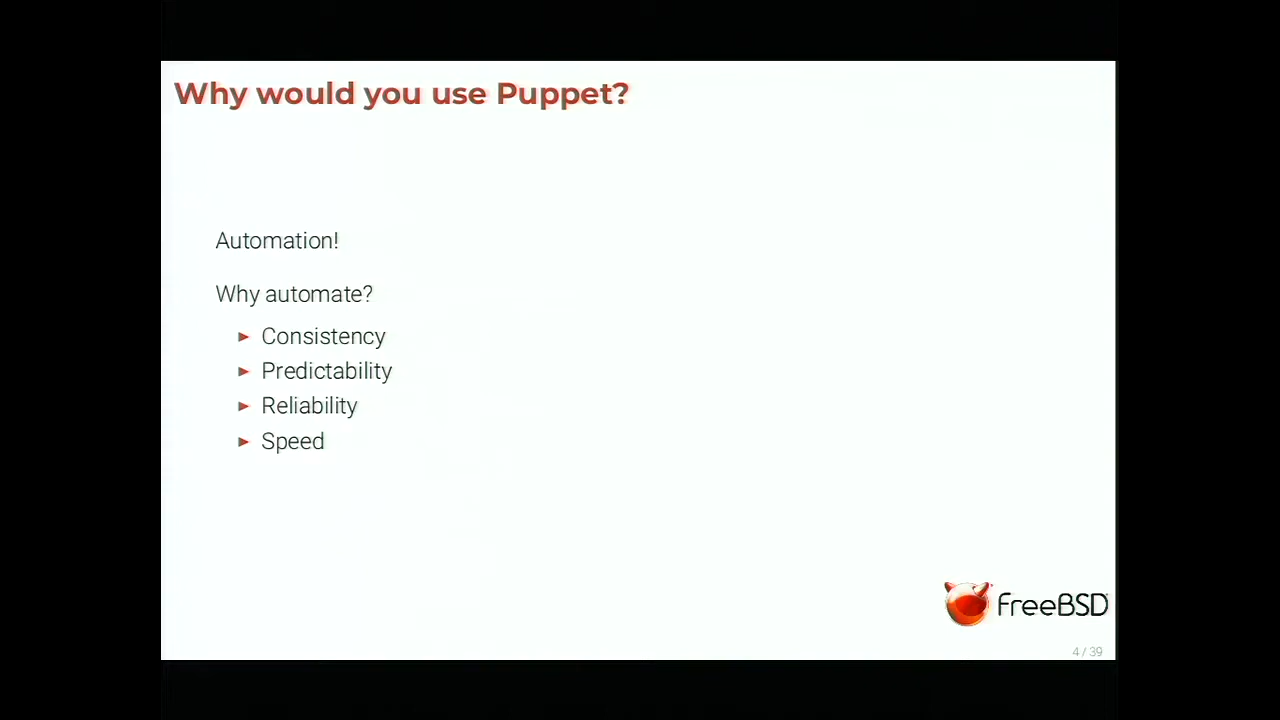 Why would you use Puppet?
Automation!
Why automate?
Consistency
Predictability
Reliability
Speed
FreeBSD
4 / 39